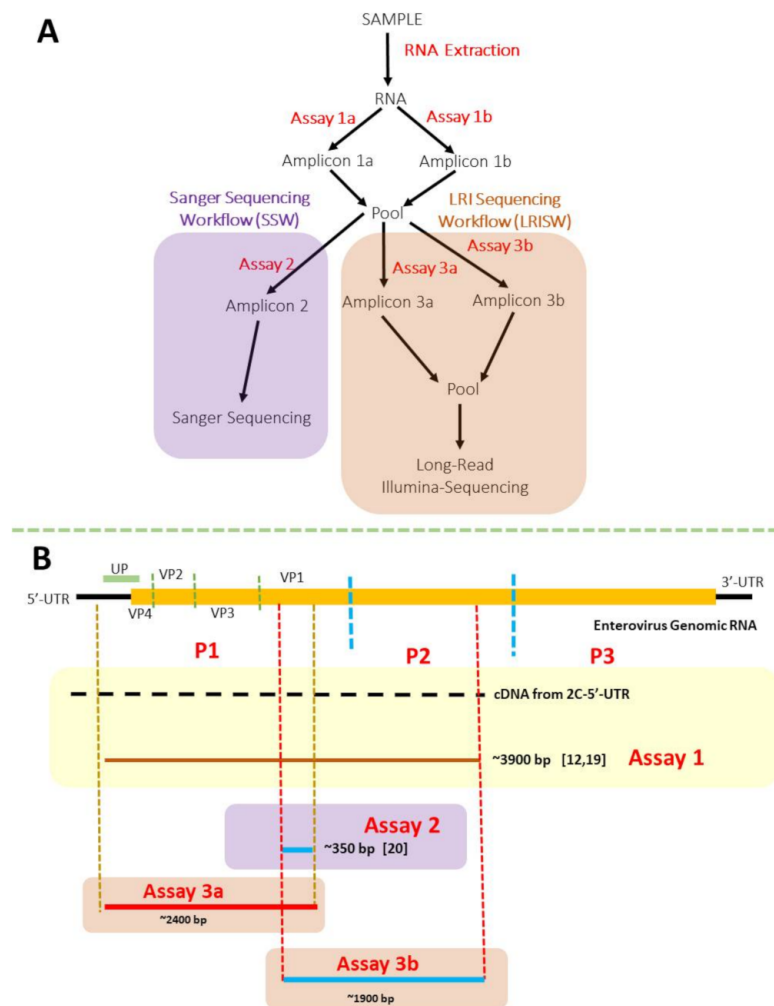 A
SAMPLE
RNA Extraction
RNA
Assay 1a
Assay 1b
Amplicon 1a
Amplicon 1b
Sanger Sequencing
Workflow (SSW)
Pool
LRI Sequencing
Workflow (LRISW)
Assay 2
Assay 3a
Assay 3b
Amplicon 2
Amplicon 3a
Amplicon 3b
Sanger Sequencing
Pool
Long-Read
Illumina-Sequencing
B
UP
VP2
VP1
3’-UTR
5’-UTR
VP4
VP3
Enterovirus Genomic RNA
P1
P2
P3
cDNA from 2C-5’-UTR
~3900 bp [12,19]
Assay 1
Assay 2
~350 bp [20]
Assay 3a
~2400 bp
Assay 3b
~1900 bp